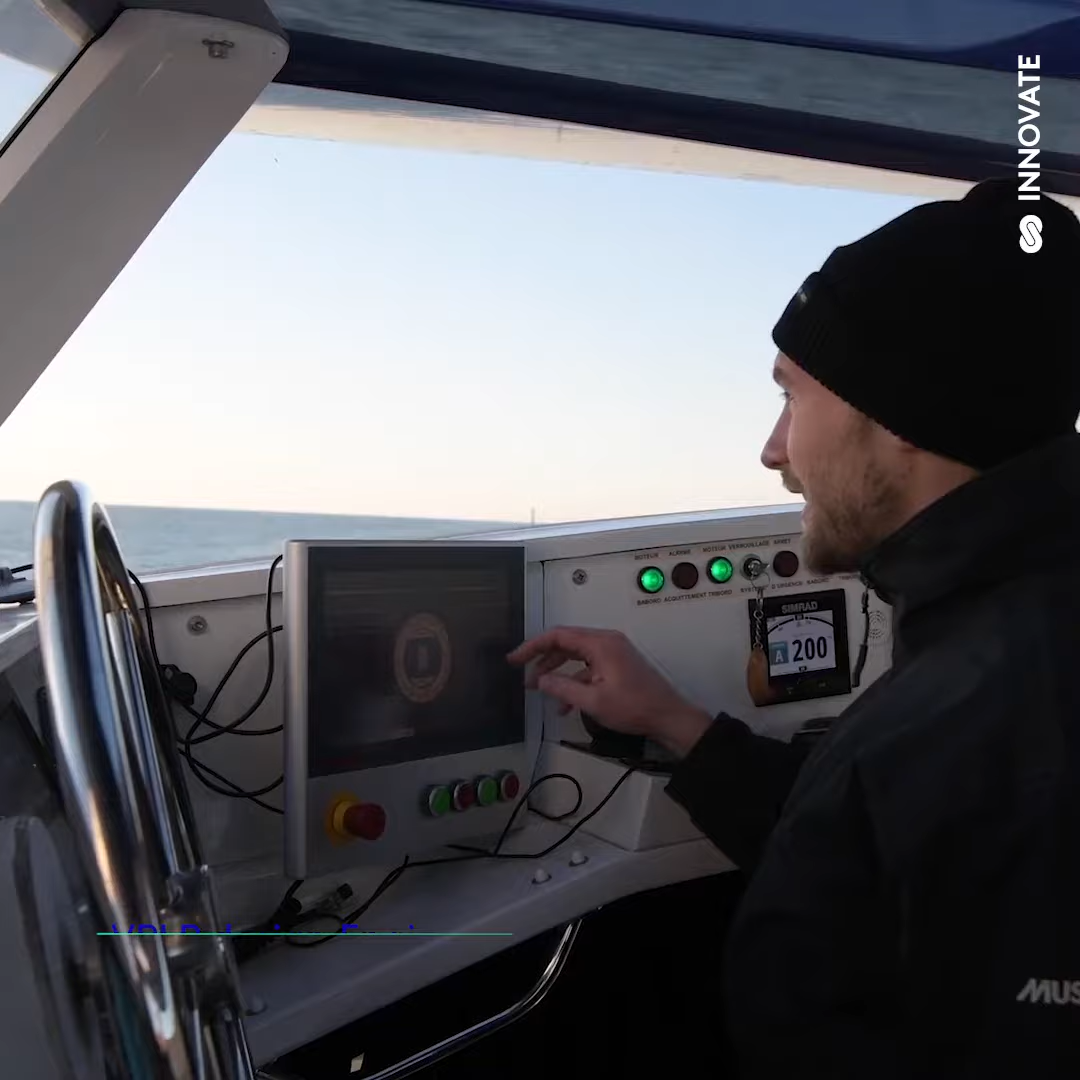 INNOVATE
MOTEUR ALARME MOTEUR VERROUILLAGE ARRET
BABORD ACQUITTEMENT TRIBORD SYSTEME D'URGENCE BABORD
SIMRAD
A 200
MUS